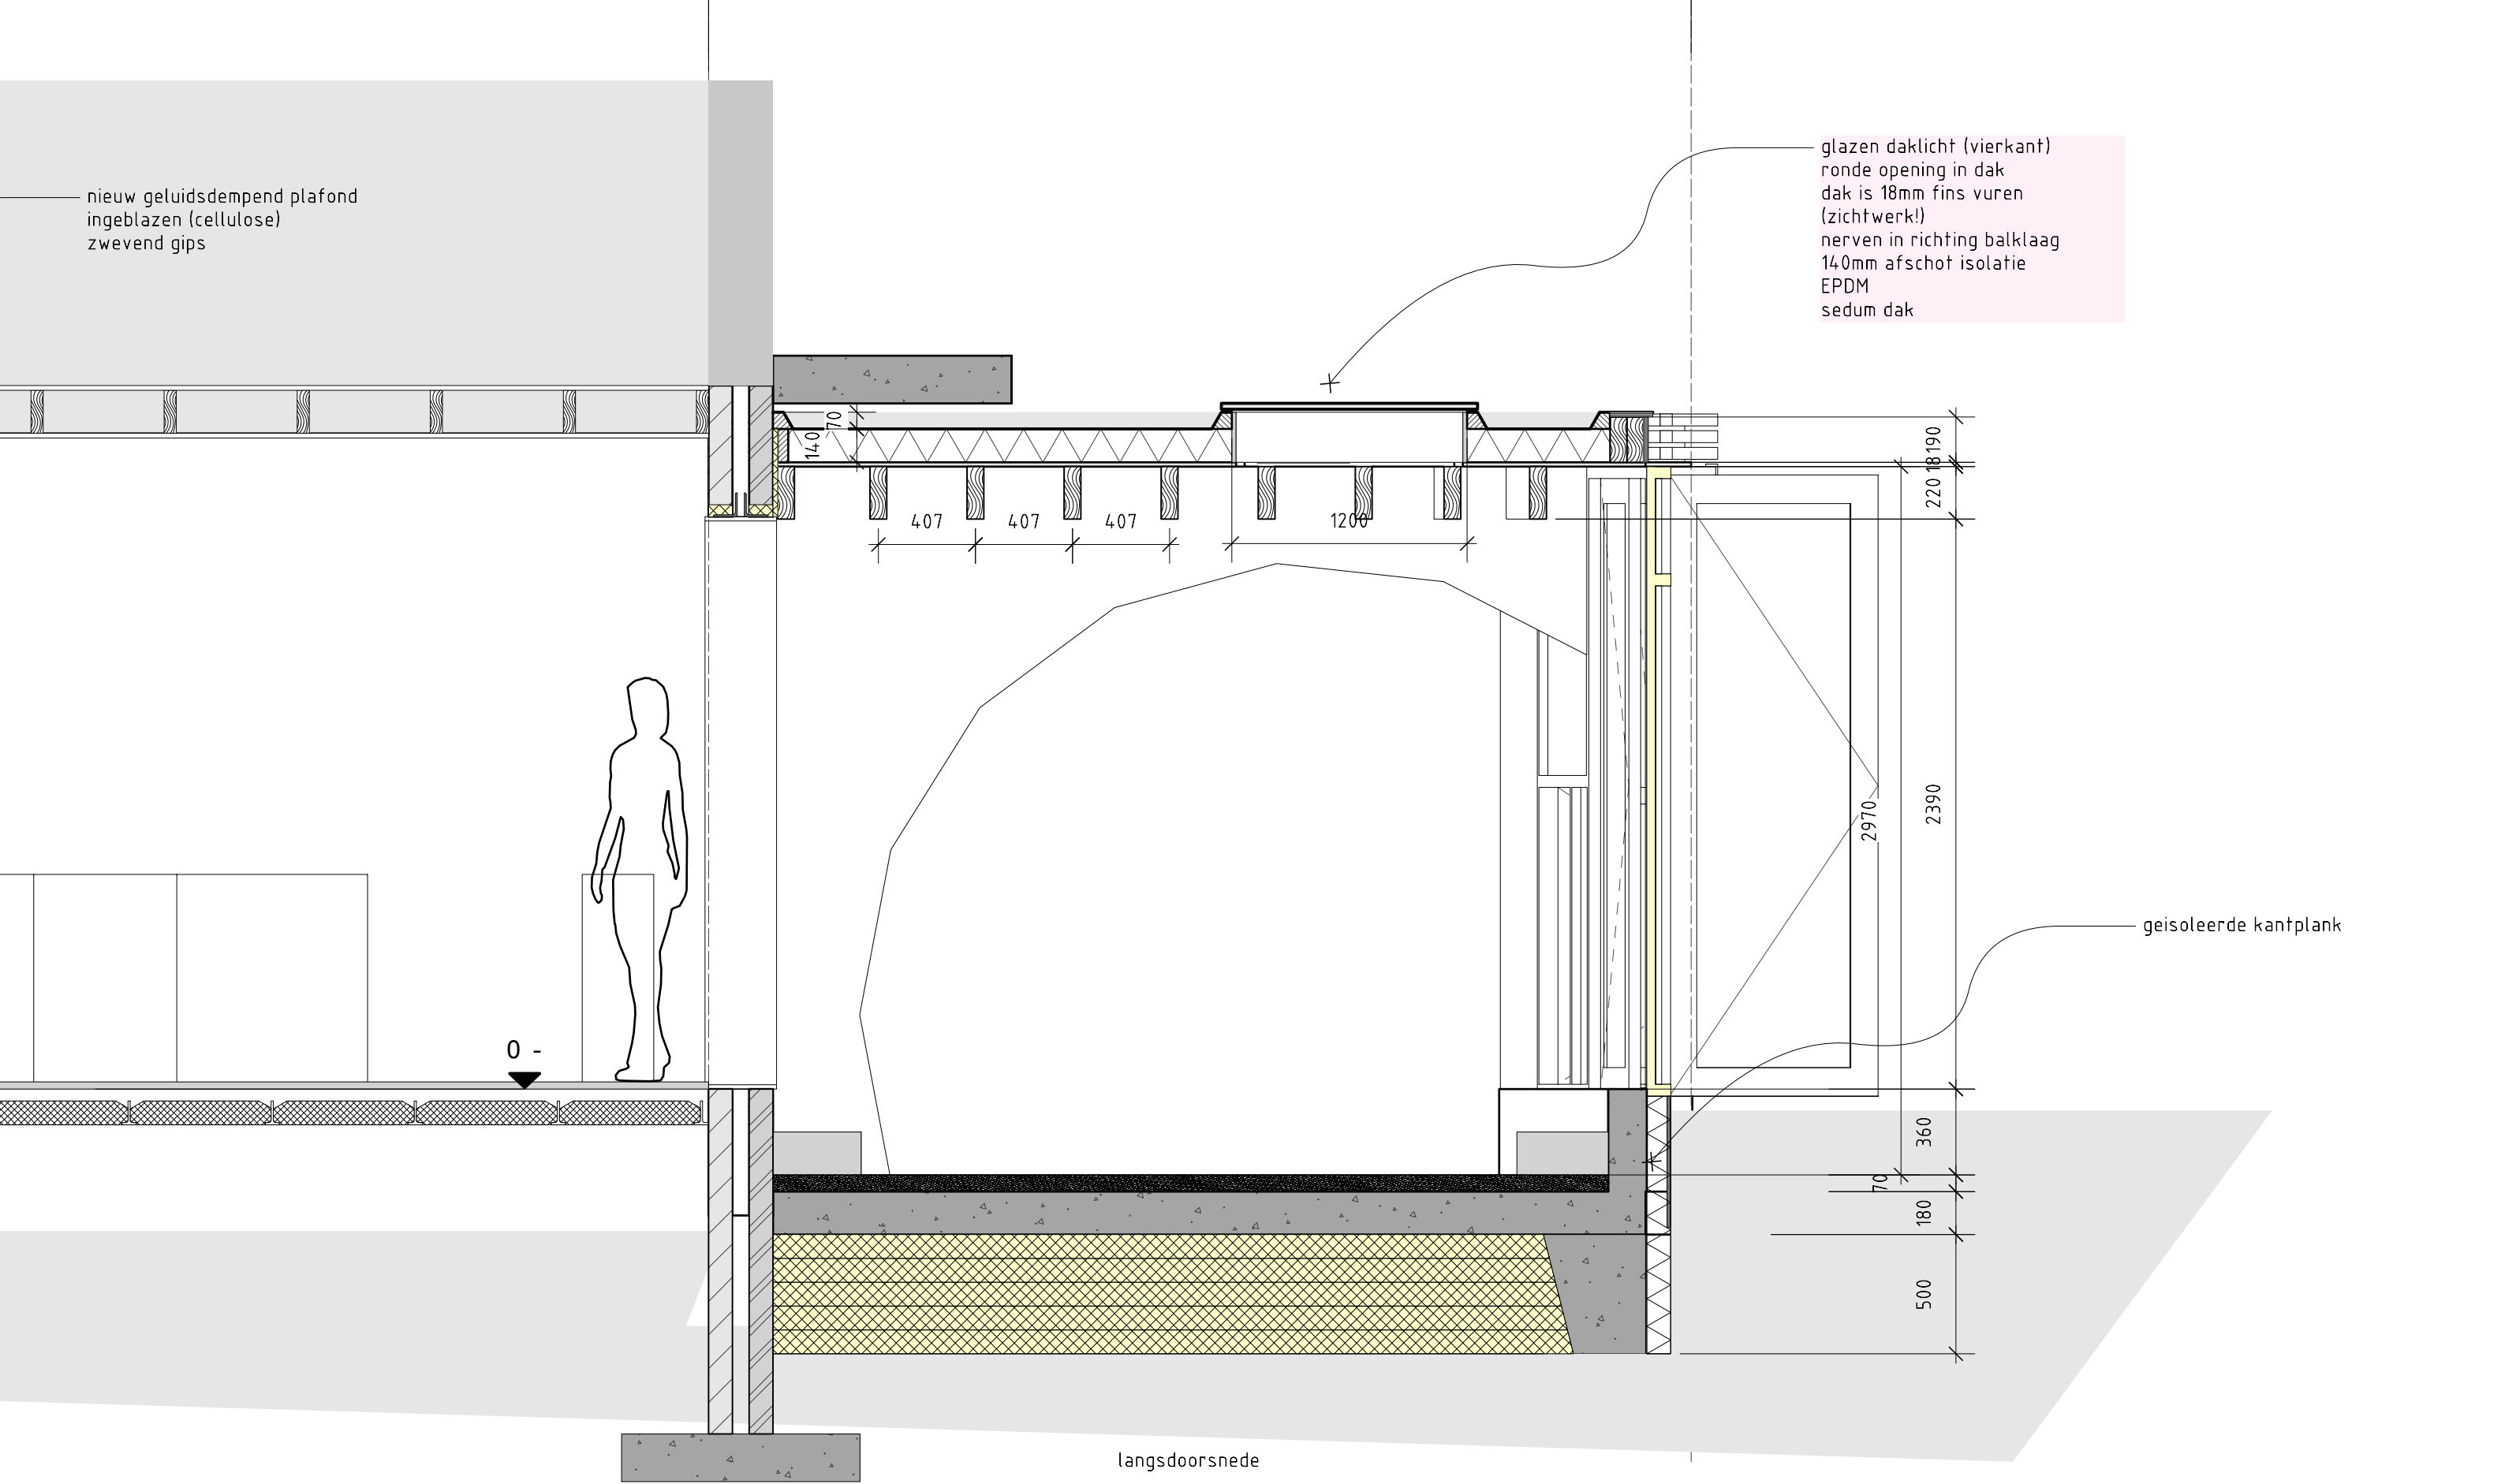 glazen daklicht (vierkant)
ronde opening in dak
dak is 18mm fins vuren
(zichtwerk!)
nerven in richting balklaag
140mm afschot isolatie
EPDM
sedum dak
nieuw geluidsdempend plafond
ingeblazen (cellulose)
zwevend gips
70
140
190
18
220
407
407
407
1200
2970
2390
geisoleerde kantplank
0 -
360
70
180
500
langsdoorsnede